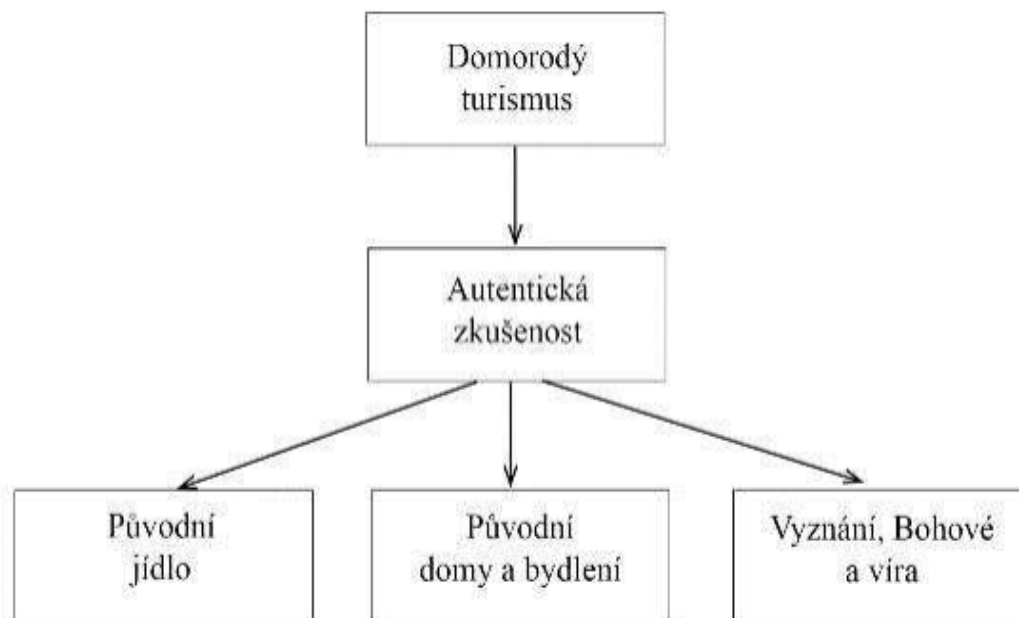 Domorodý
turismus
Autentická
zkušenost
Původní
jídlo
Původní
domy a bydlení
Vyznání, Bohové
a víra